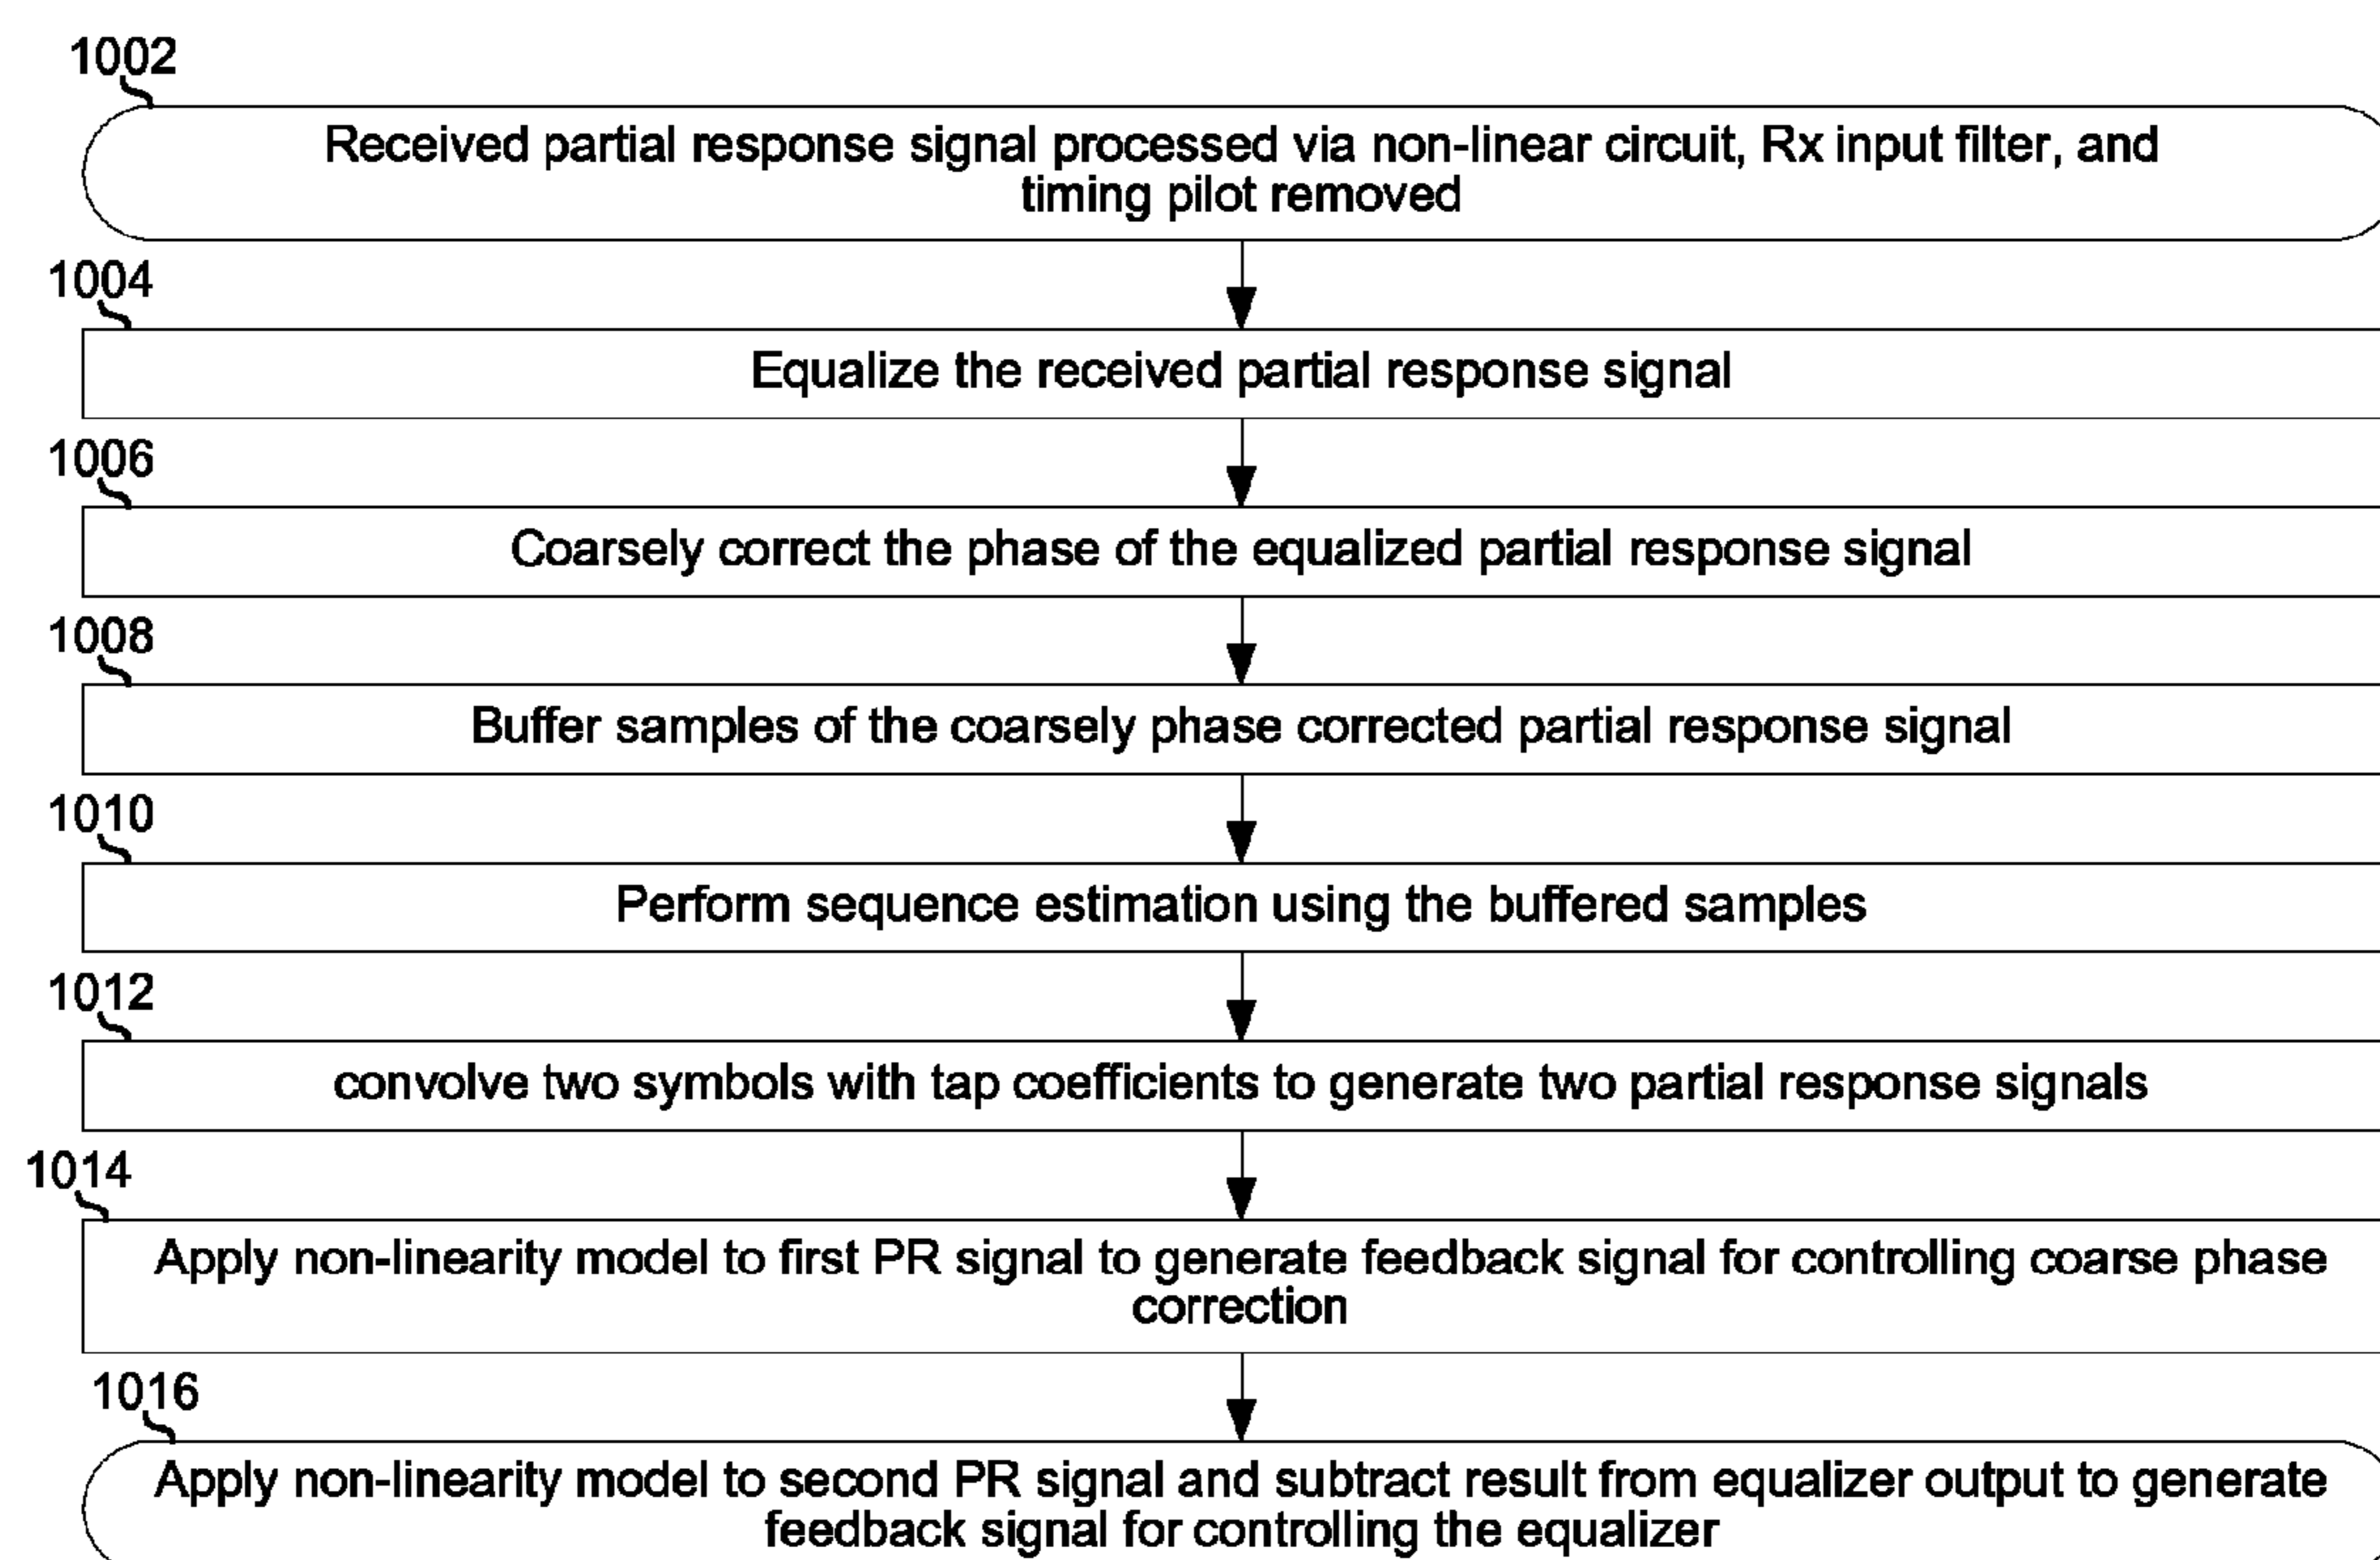 1002
Received partial response signal processed via non-linear circuit, Rx input filter, and
timing pilot removed
1004
Equalize the received partial response signal
1006
Coarsely correct the phase of the equalized partial response signal
1008
Buffer samples of the coarsely phase corrected partial response signal
1010
Perform sequence estimation using the buffered samples
1012
convolve two symbols with tap coefficients to generate two partial response signals
1014
Apply non-linearity model to first PR signal to generate feedback signal for controlling coarse phase
correction
1016
Apply non-linearity model to second PR signal and subtract result from equalizer output to generate
feedback signal for controlling the equalizer